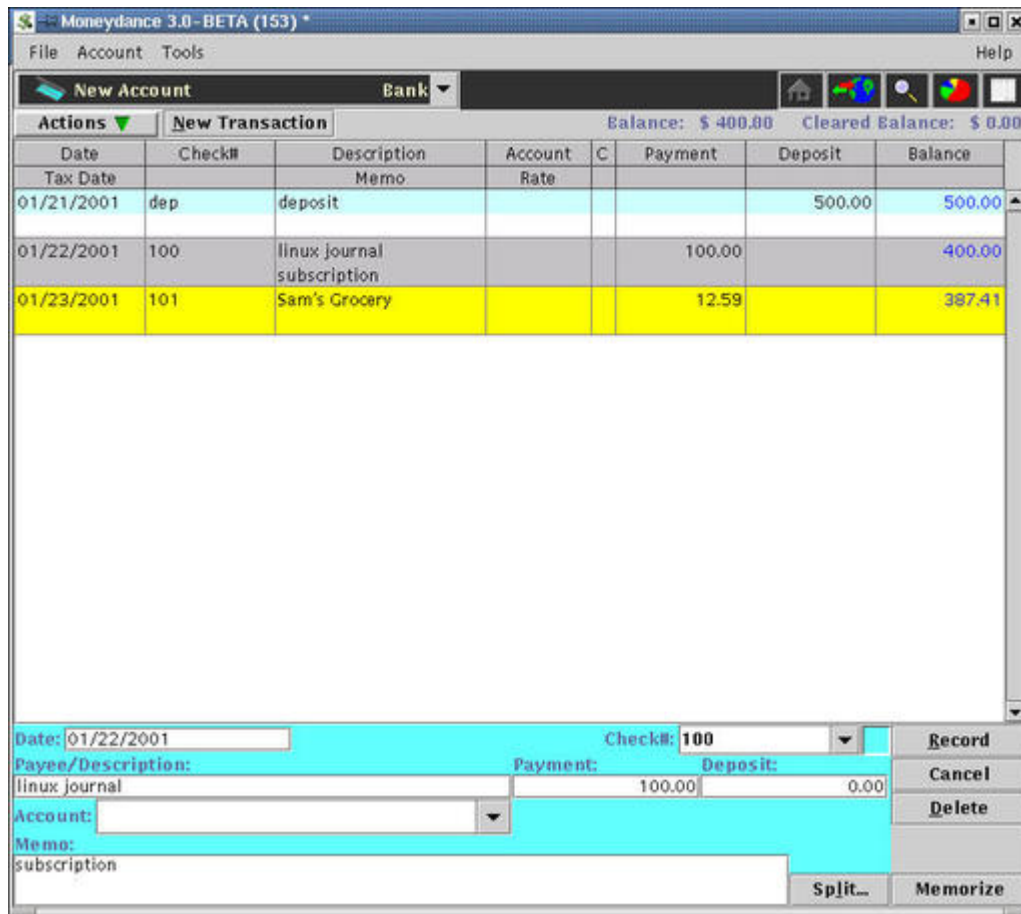 Moneydance 3.0-BETA (153) *
File Account Tools Help
New Account Bank
Actions New Transaction Balance: $ 400.00 Cleared Balance: $ 0.00
Date Check# Description Account C Payment Deposit Balance
Tax Date Memo Rate
01/21/2001 dep deposit 500.00 500.00
01/22/2001 100 linux journal 100.00 400.00
subscription
01/23/2001 101 Sam's Grocery 12.59 387.41
Date: 01/22/2001 Check#: 100 Record
Payee/Description: Payment: Deposit: Cancel
linux journal 100.00 0.00
Account: Delete
Memo:
subscription
Split... Memorize